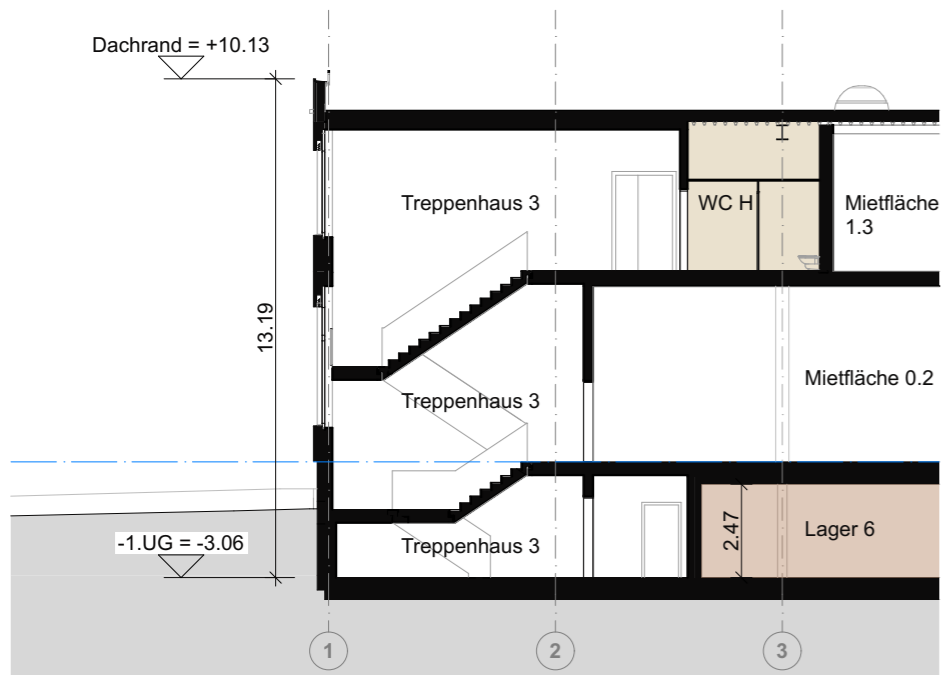 Dachrand = +10.13
Treppenhaus 3
WC H
Mietfläche
1.3
13.19
Treppenhaus 3
Mietfläche 0.2
-1.UG = -3.06
Treppenhaus 3
2.47
Lager 6
1
2
3